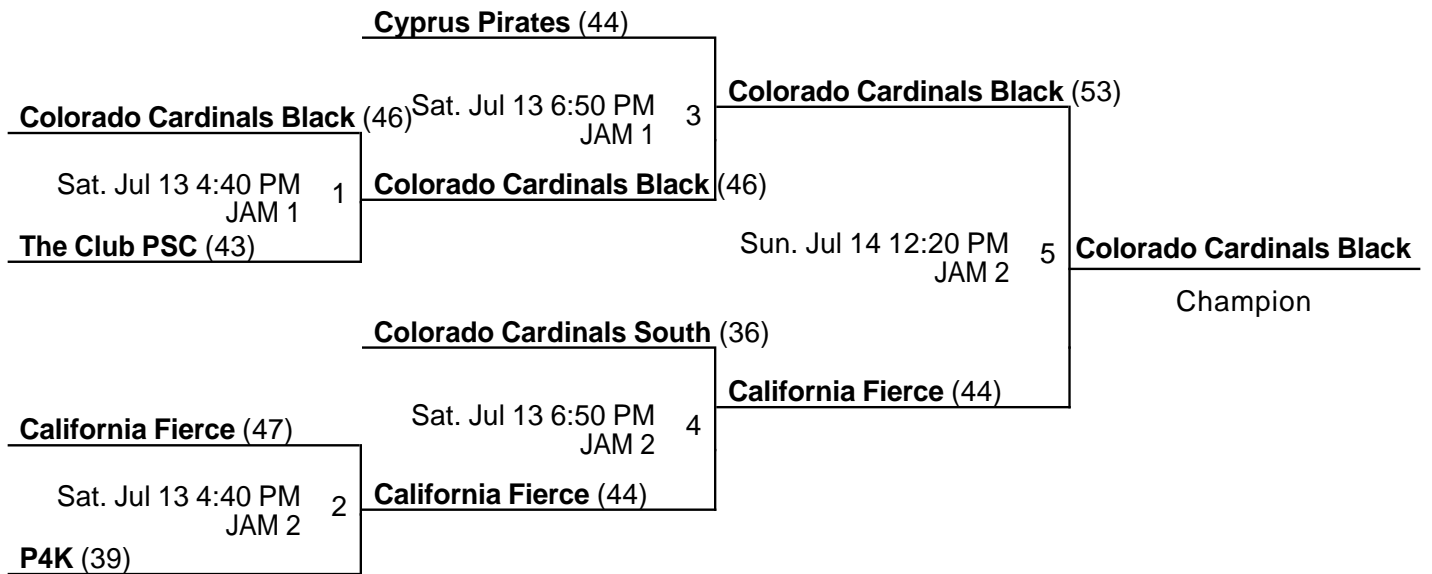 Cyprus Pirates (44)
Colorado Cardinals Black (46)
Sat. Jul 13 6:50 PM
JAM 1
3
Colorado Cardinals Black (53)
Sat. Jul 13 4:40 PM
JAM 1
1
Colorado Cardinals Black (46)
The Club PSC (43)
Sun. Jul 14 12:20 PM
JAM 2
5
Colorado Cardinals Black
Champion
Colorado Cardinals South (36)
California Fierce (47)
Sat. Jul 13 6:50 PM
JAM 2
4
California Fierce (44)
Sat. Jul 13 4:40 PM
JAM 2
2
California Fierce (44)
P4K (39)